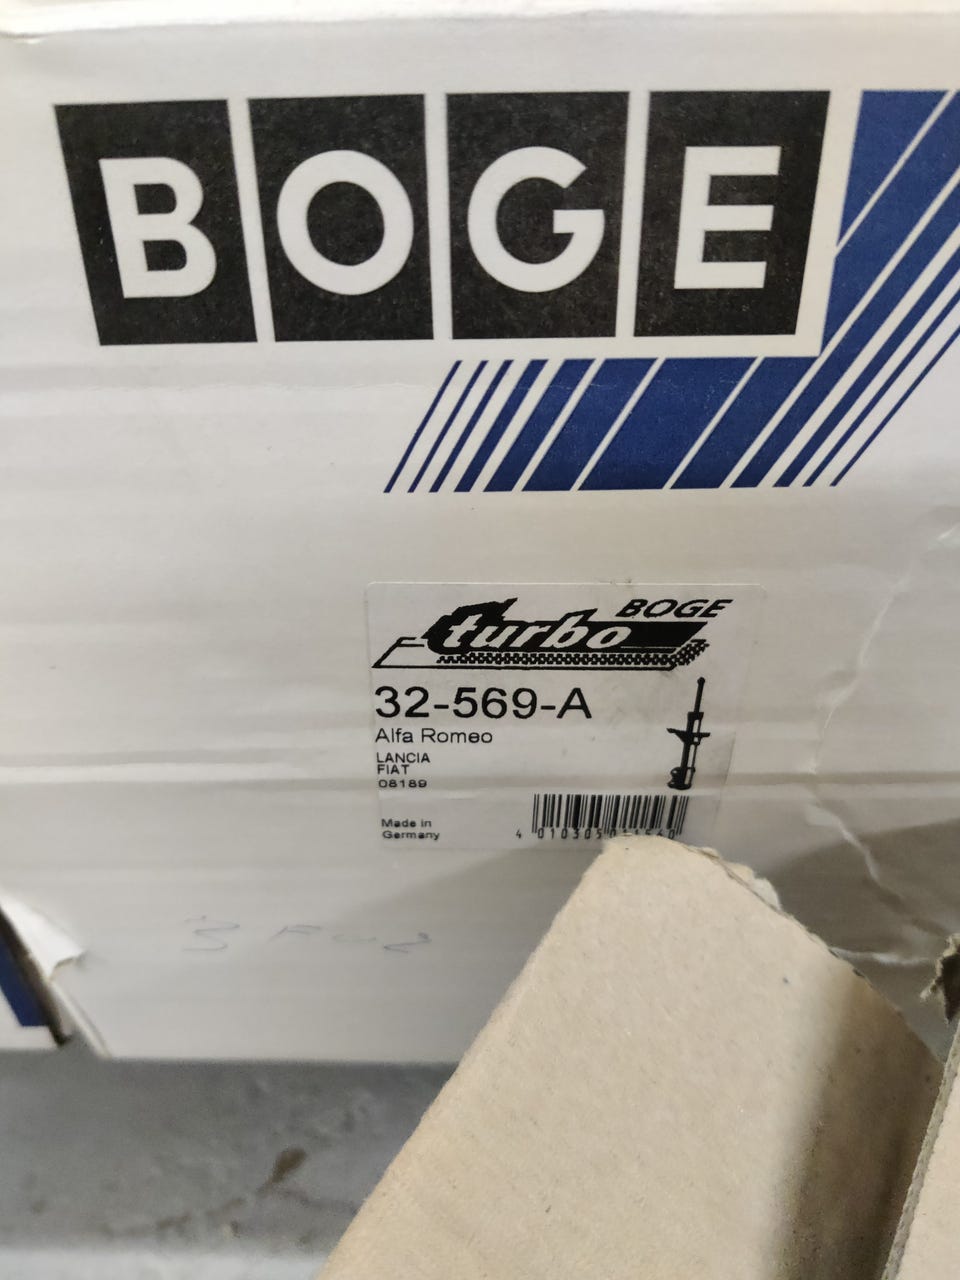 BOGE
BOGE
turbo
32-569-A
Alfa Romeo
LANCIA
FIAT
08189
Made in
Germany